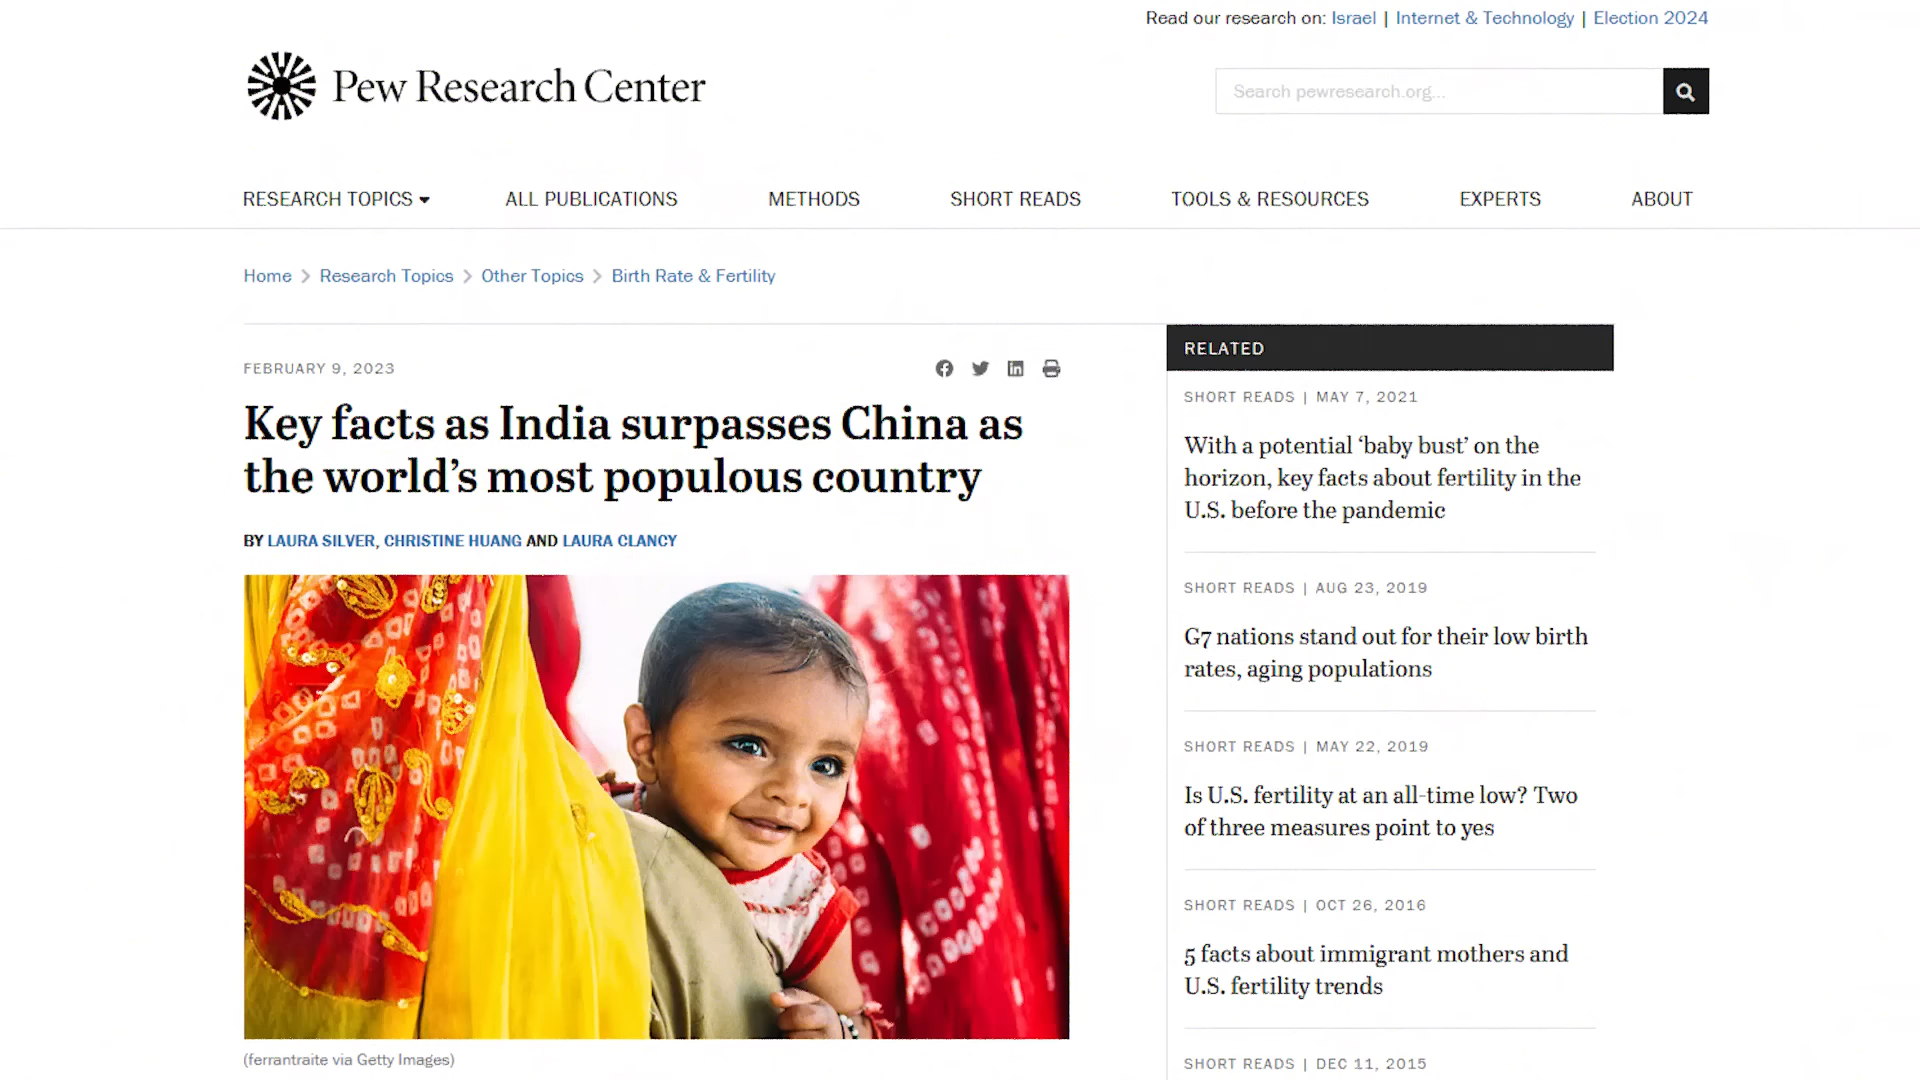 Read our research on: Israel | Internet & Technology | Election 2024
Pew Research Center
Search pewresearch.org...
RESEARCH TOPICS
ALL PUBLICATIONS
METHODS
SHORT READS
TOOLS & RESOURCES
EXPERTS
ABOUT
Home > Research Topics > Other Topics > Birth Rate & Fertility
FEBRUARY 9, 2023
Key facts as India surpasses China as
the world’s most populous country
BY LAURA SILVER, CHRISTINE HUANG AND LAURA CLANCY
(ferrantraite via Getty Images)
RELATED
SHORT READS | MAY 7, 2021
With a potential ‘baby bust’ on the
horizon, key facts about fertility in the
U.S. before the pandemic
SHORT READS | AUG 23, 2019
G7 nations stand out for their low birth
rates, aging populations
SHORT READS | MAY 22, 2019
Is U.S. fertility at an all-time low? Two
of three measures point to yes
SHORT READS | OCT 26, 2016
5 facts about immigrant mothers and
U.S. fertility trends
SHORT READS | DEC 11, 2015